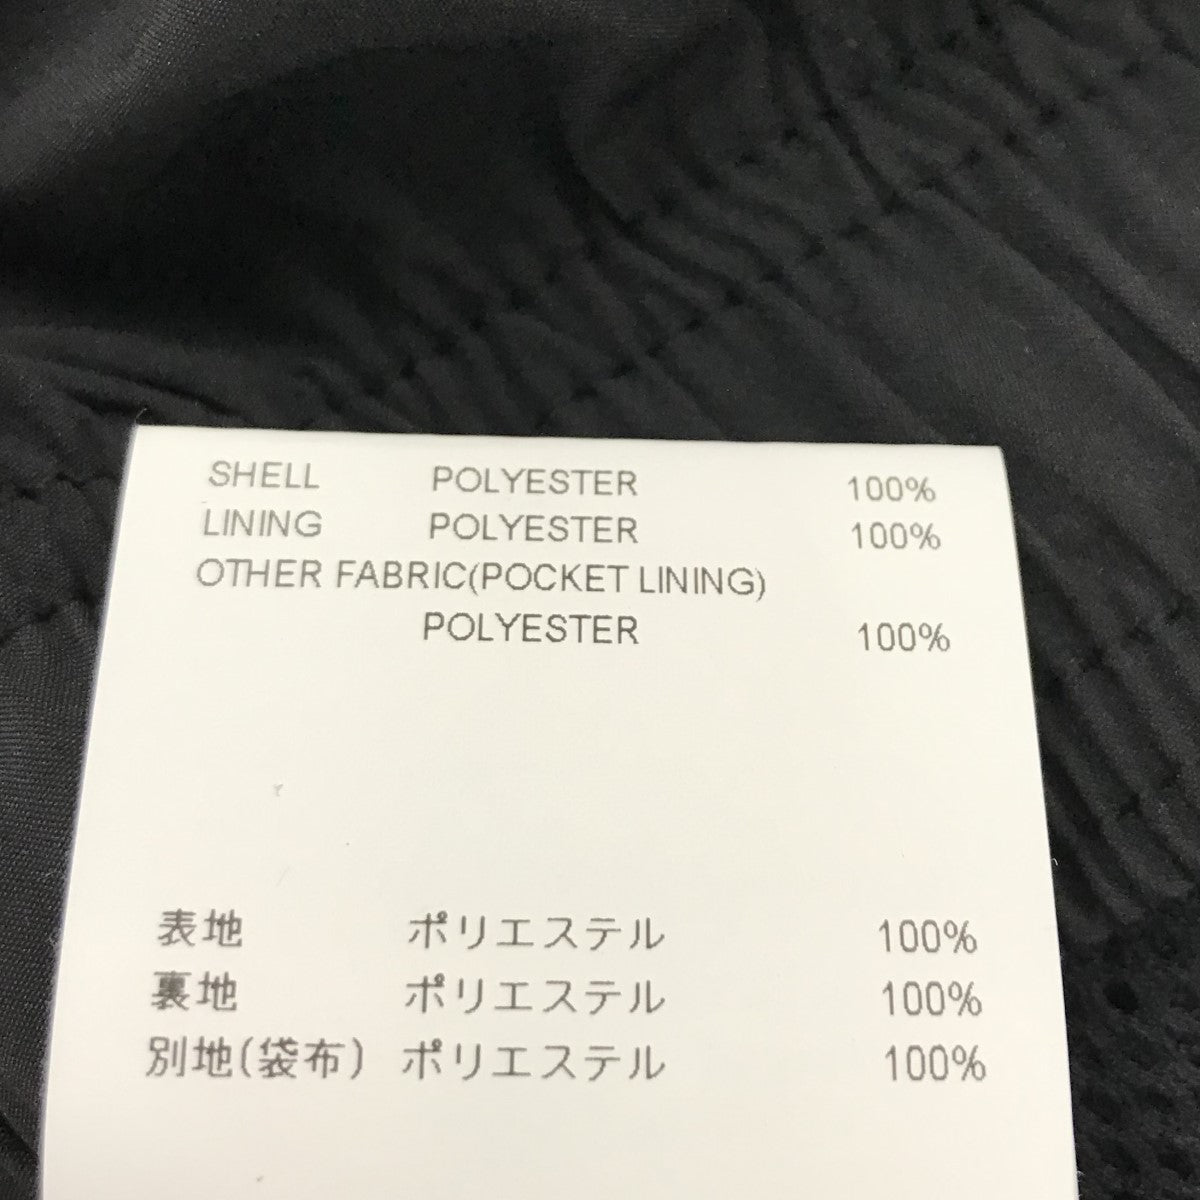 SHELL POLYESTER 100%
LINING POLYESTER 100%
OTHER FABRIC(POCKET LINING)
POLYESTER 100%
表地 ポリエステル 100%
裏地 ポリエステル 100%
別地(袋布) ポリエステル 100%